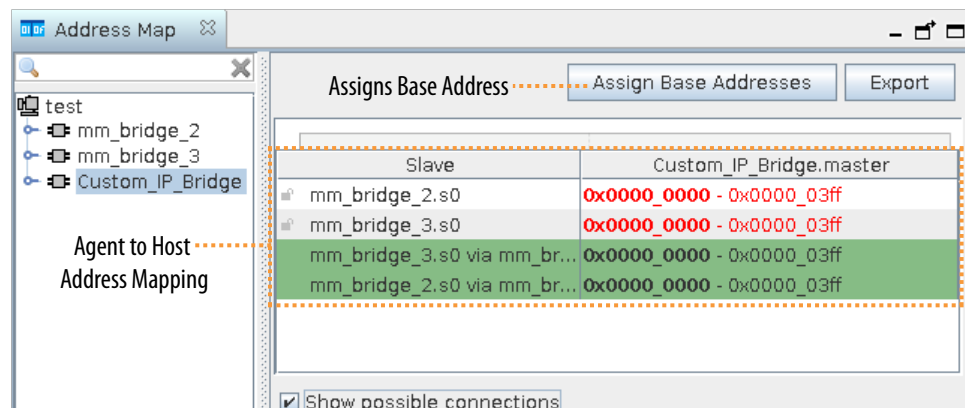 Address Map
Assigns Base Address
Assign Base Addresses
Export
test
mm_bridge_2
mm_bridge_3
Custom_IP_Bridge
Slave
Custom_IP_Bridge.master
mm_bridge_2.s0
0x0000_0000 - 0x0000_03ff
mm_bridge_3.s0
0x0000_0000 - 0x0000_03ff
mm_bridge_3.s0 via mm_br...
0x0000_0000 - 0x0000_03ff
mm_bridge_2.s0 via mm_br...
0x0000_0000 - 0x0000_03ff
Agent to Host
Address Mapping
Show possible connections